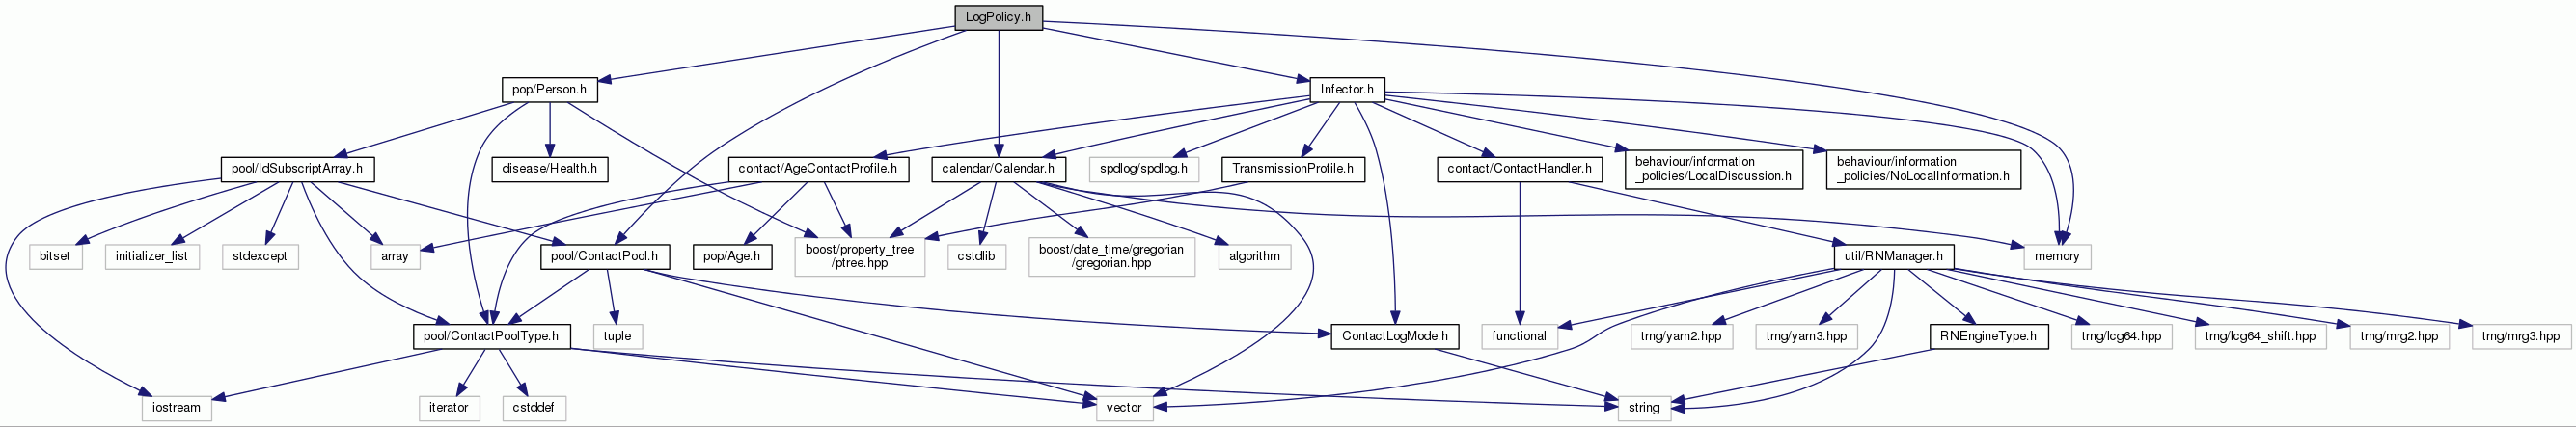 LogPolicy.h
pop/Person.h
Infector.h
pool/IdSubscriptArray.h
disease/Health.h
contact/AgeContactProfile.h
calendar/Calendar.h
spdlog/spdlog.h
TransmissionProfile.h
contact/ContactHandler.h
behaviour/information
_policies/LocalDiscussion.h
behaviour/information
_policies/NoLocalInformation.h
bitset
initializer_list
stdexcept
array
pool/ContactPool.h
pop/Age.h
boost/property_tree
/ptree.hpp
cstdlib
boost/date_time/gregorian
/gregorian.hpp
algorithm
util/RNManager.h
memory
pool/ContactPoolType.h
tuple
ContactLogMode.h
functional
trng/yarn2.hpp
trng/yarn3.hpp
RNEngineType.h
trng/lcg64.hpp
trng/lcg64_shift.hpp
trng/mrg2.hpp
trng/mrg3.hpp
iostream
iterator
cstddef
vector
string